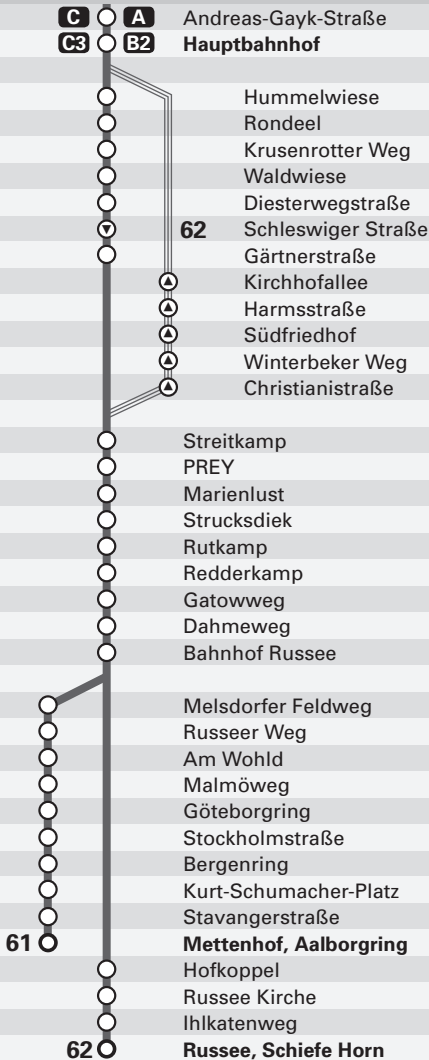 C A Andreas-Gayk-Straße
C3 B2 Hauptbahnhof
Hummelwiese
Rondeel
Krusenrotter Weg
Waldwiese
Diesterwegstraße
62 Schleswiger Straße
Gärtnerstraße
Kirchhofallee
Harmsstraße
Südfriedhof
Winterbeker Weg
Christianistraße
Streitkamp
PREY
Marienlust
Strucksdiek
Rutkamp
Redderkamp
Gatowweg
Dahmeweg
Bahnhof Russee
Melsdorfer Feldweg
Russeer Weg
Am Wohld
Malmöweg
Göteborgring
Stockholmstraße
Bergenring
Kurt-Schumacher-Platz
Stavangerstraße
61 Mettenhof, Aalborgring
Hofkoppel
Russee Kirche
Ihlkatenweg
62 Russee, Schiefe Horn